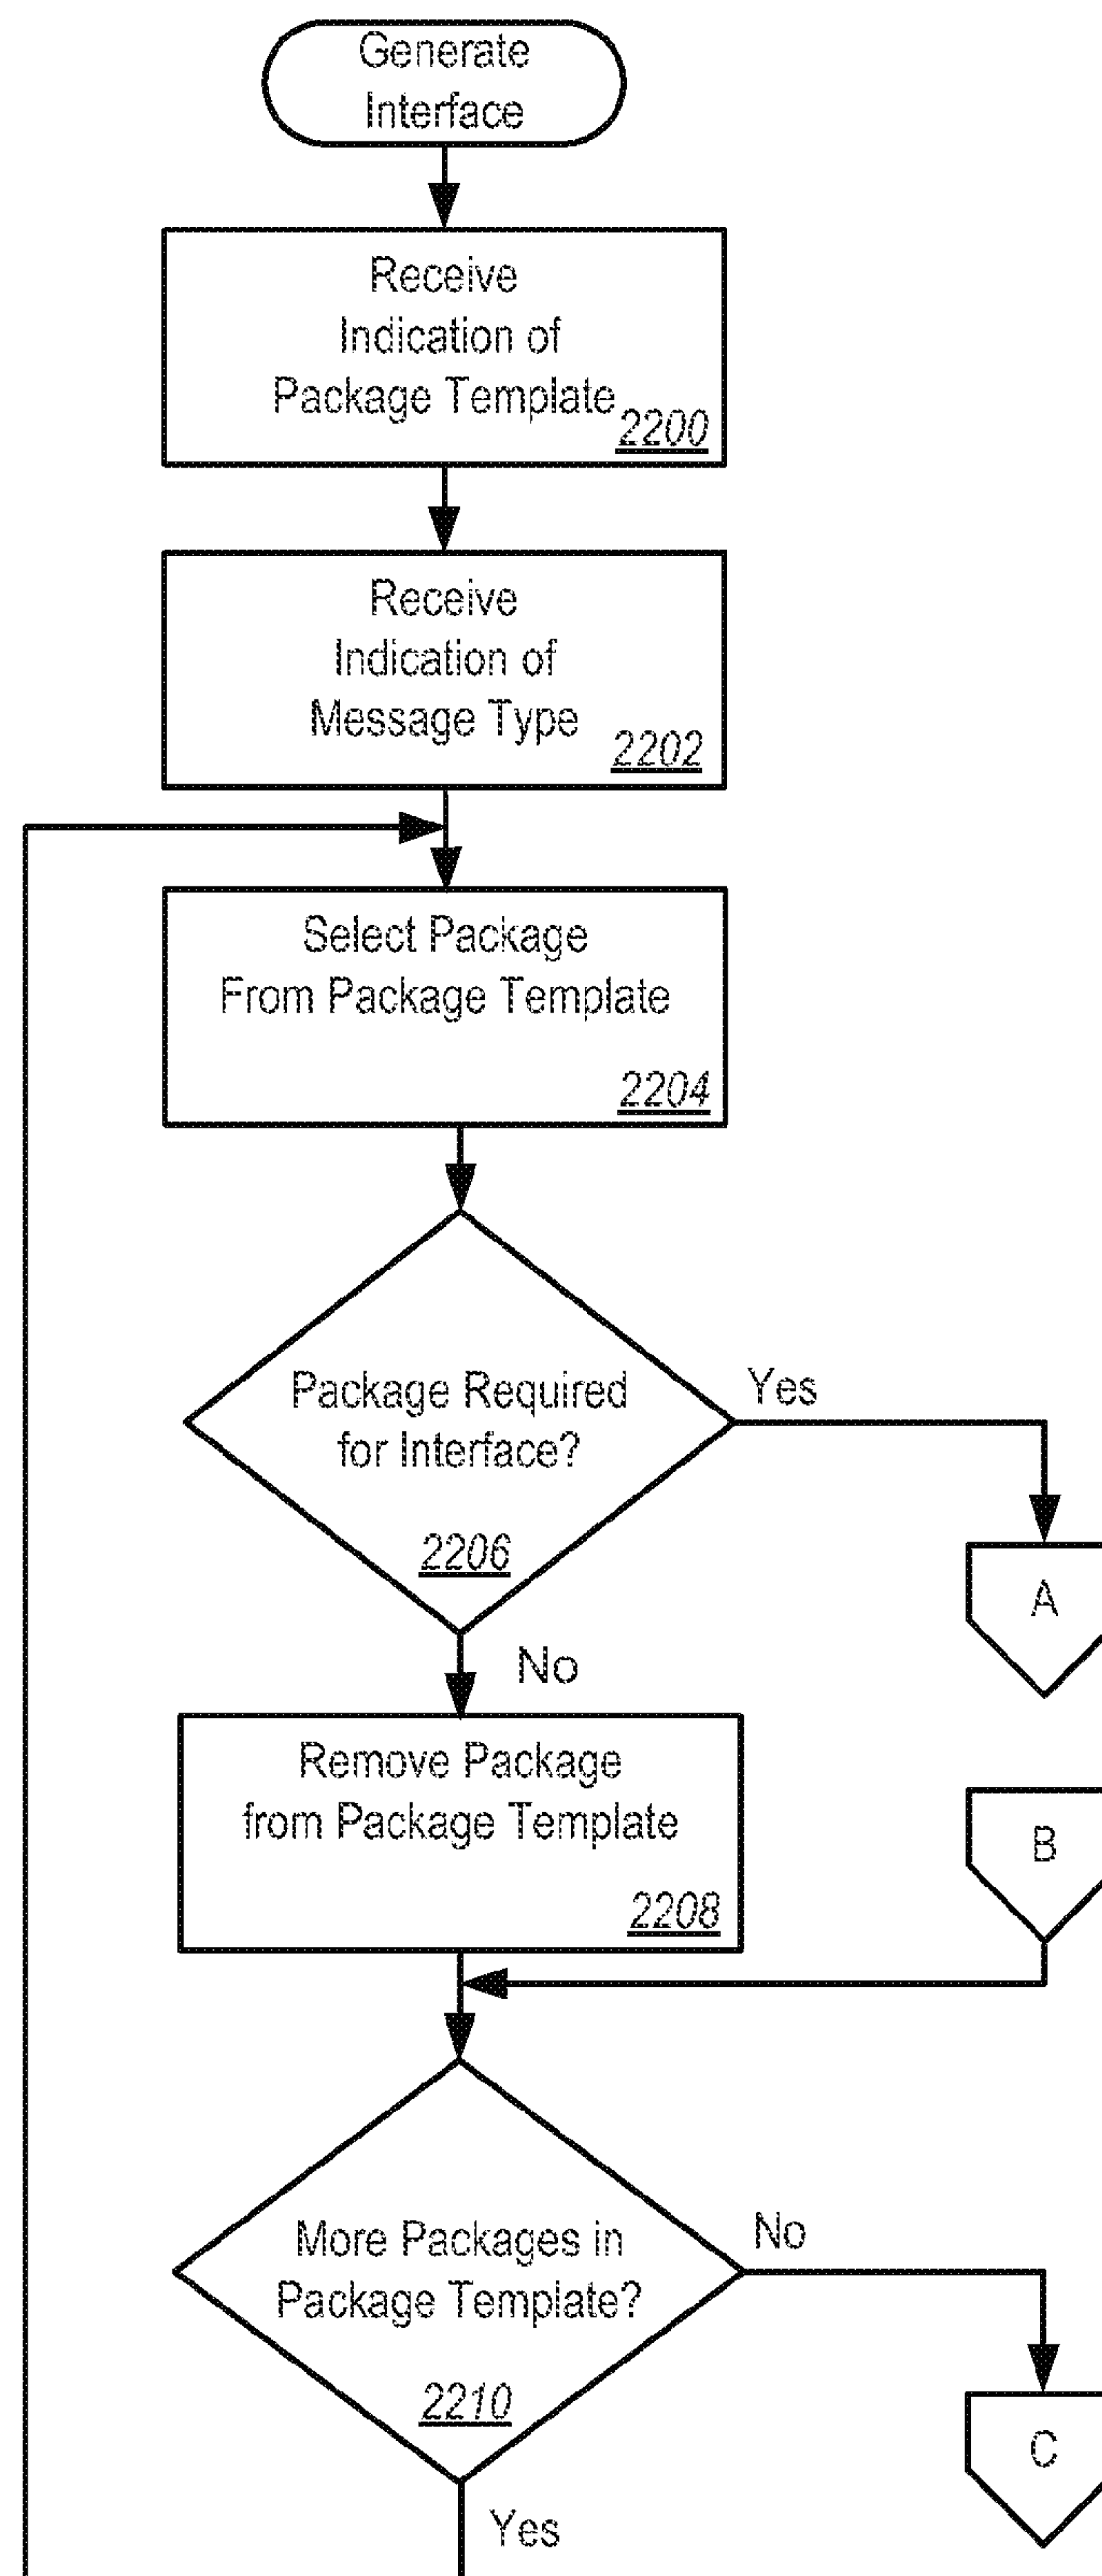 Generate
Interface
Receive
Indication of
Package Template
2200
Receive
Indication of
Message Type
2202
Select Package
From Package Template
2204
Package Required
for Interface?
2206
Yes
A
No
Remove Package
from Package Template
2208
B
More Packages in
Package Template?
2210
No
C
Yes